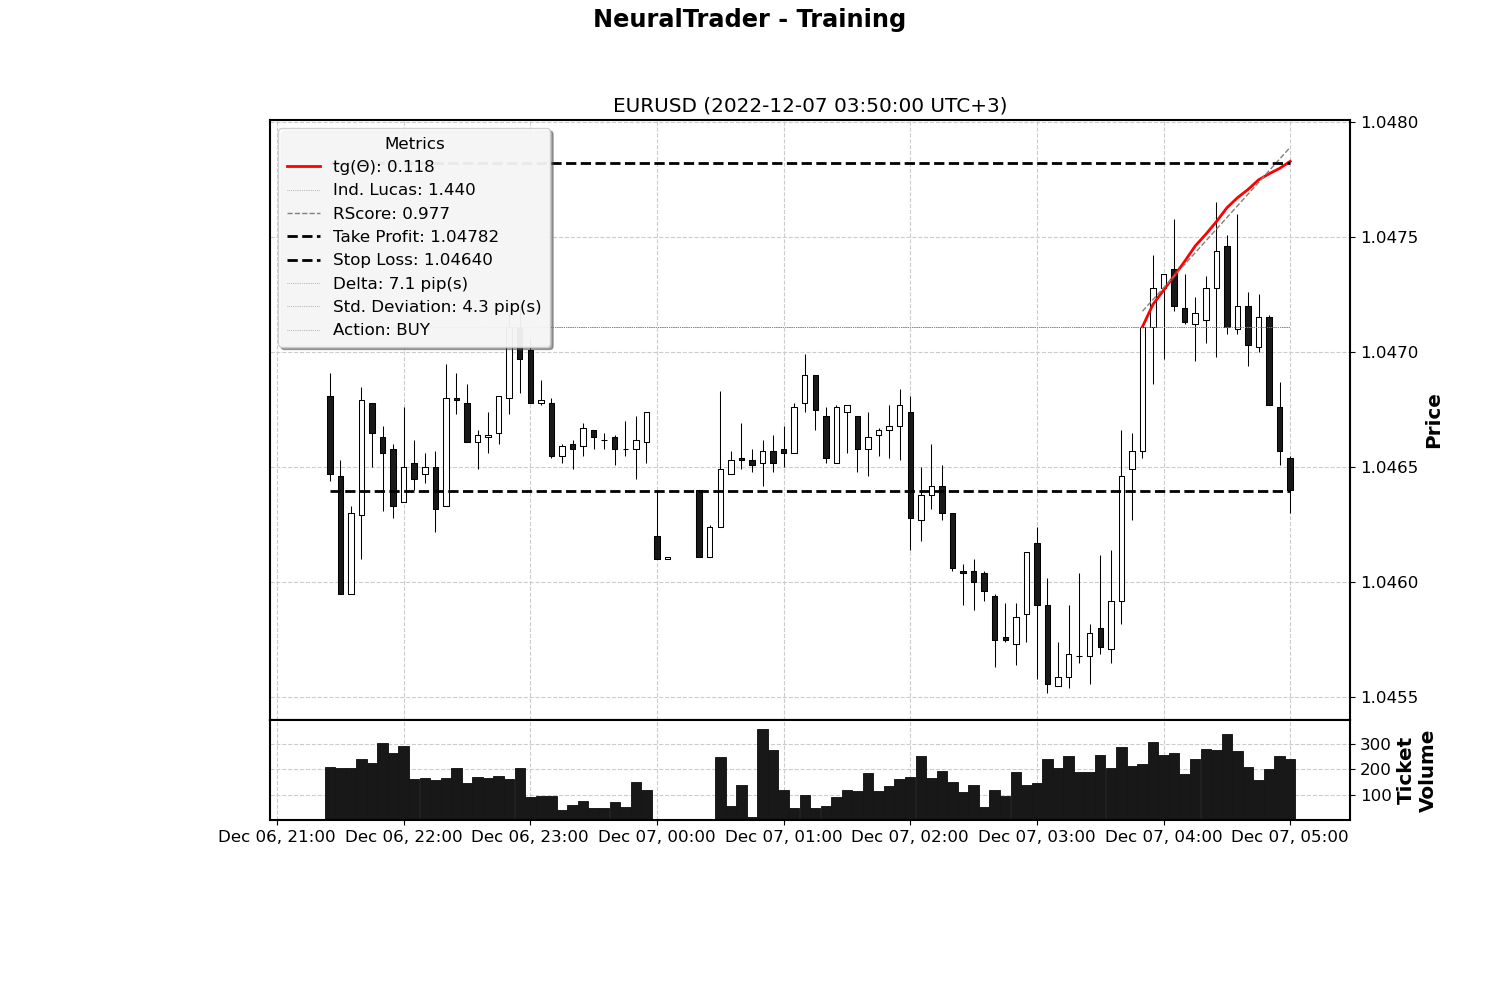 NeuralTrader - Training
EURUSD (2022-12-07 03:50:00 UTC+3)
Metrics
tg(Θ): 0.118
Ind. Lucas: 1.440
RScore: 0.977
Take Profit: 1.04782
Stop Loss: 1.04640
Delta: 7.1 pip(s)
Std. Deviation: 4.3 pip(s)
Action: BUY
1.0480
1.0475
1.0470
1.0465
1.0460
1.0455
Price
300
200
100
Ticket
Volume
Dec 06, 21:00 Dec 06, 22:00 Dec 06, 23:00 Dec 07, 00:00 Dec 07, 01:00 Dec 07, 02:00 Dec 07, 03:00 Dec 07, 04:00 Dec 07, 05:00